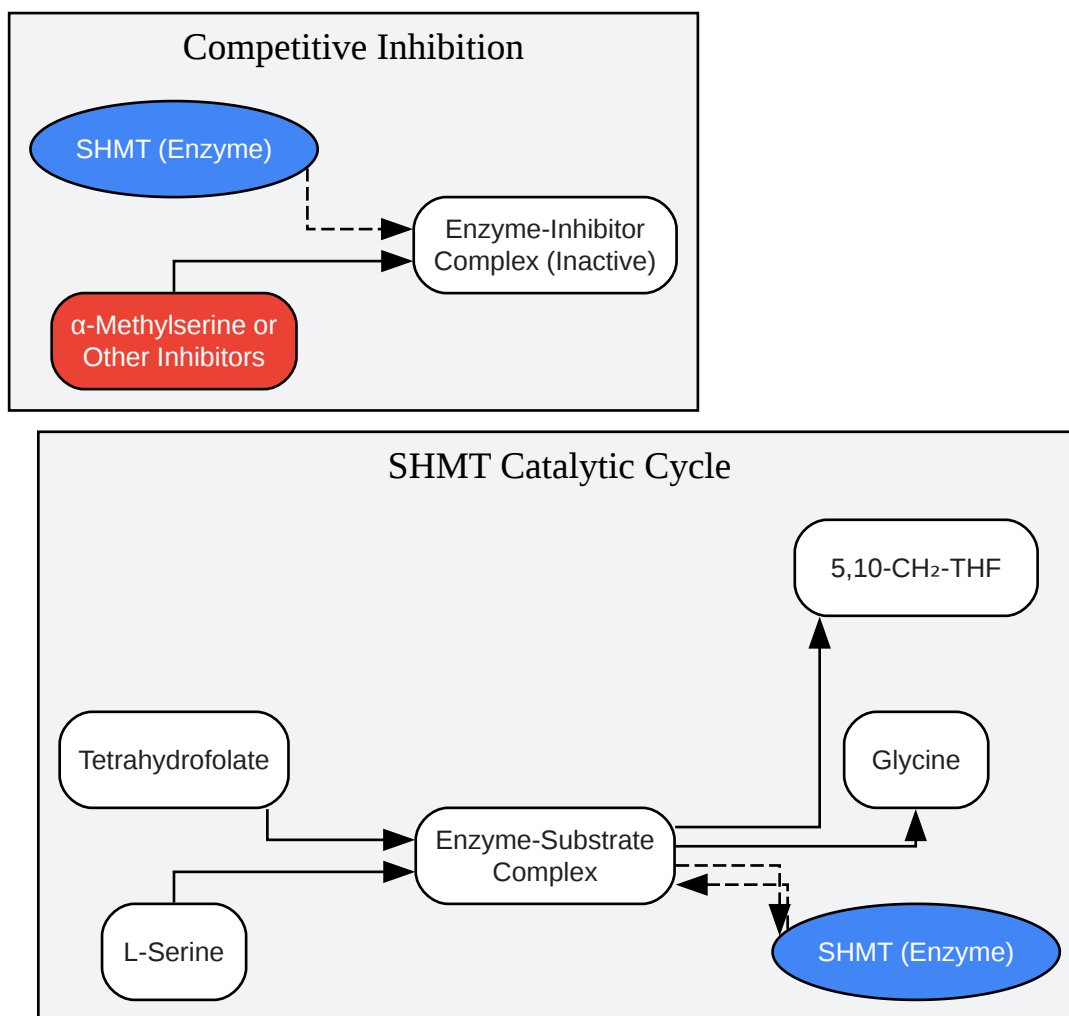 Competitive Inhibition
SHMT (Enzyme)
Enzyme-Inhibitor
Complex (Inactive)
α-Methylserine or
Other Inhibitors
SHMT Catalytic Cycle
5,10-CH₂-THF
Tetrahydrofolate
Glycine
Enzyme-Substrate
Complex
L-Serine
SHMT (Enzyme)